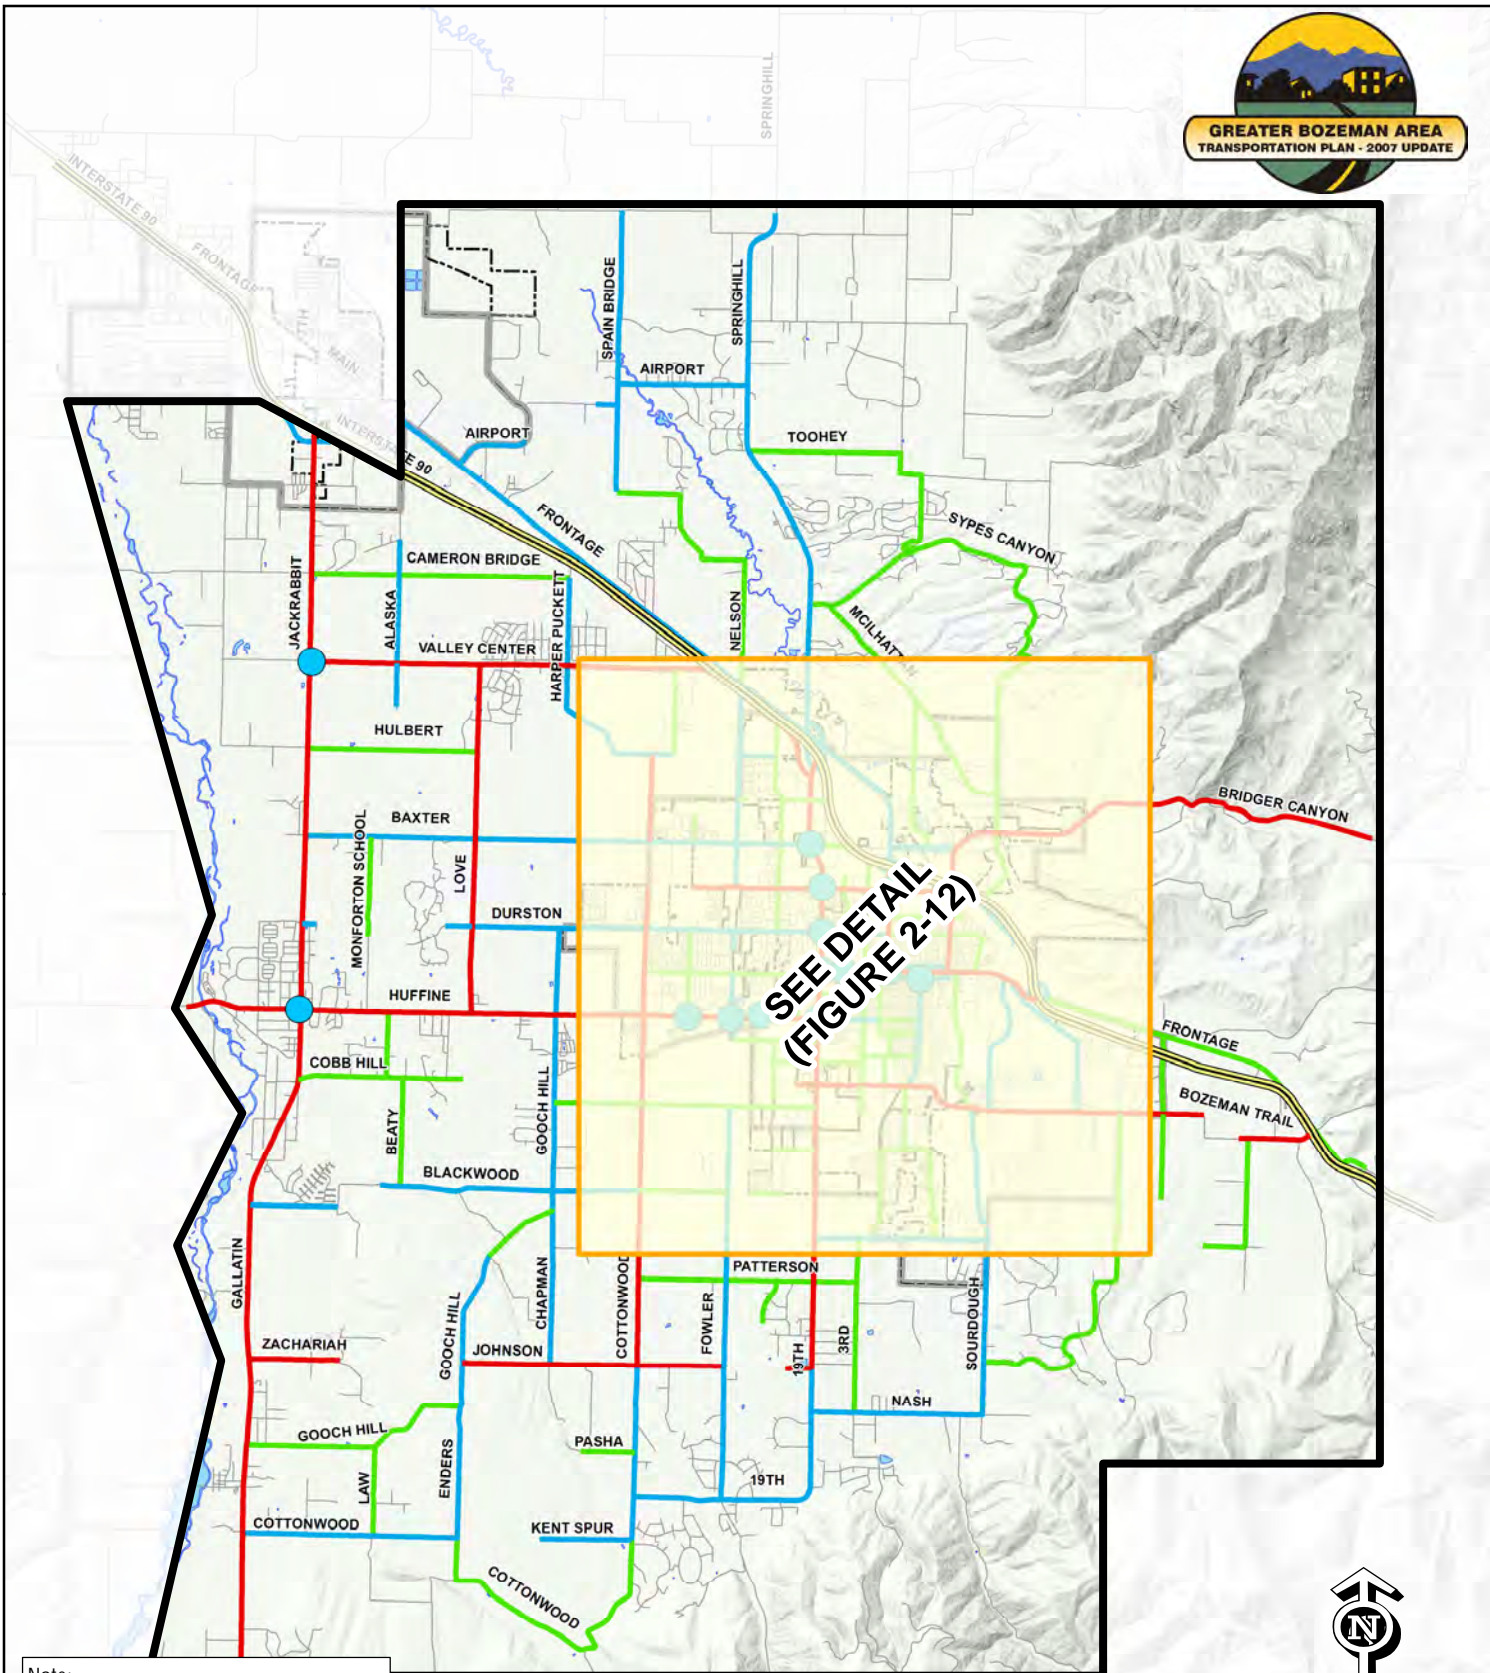 SPRINGHILL
GREATER BOZEMAN AREA
TRANSPORTATION PLAN - 2007 UPDATE
INTERSTATE 90
FRONTAGE
7TH
MAIN
SPAIN BRIDGE
SPRINGHILL
AIRPORT
INTERSTATE 90
AIRPORT
TOOHEY
FRONTAGE
SYPES CANYON
CAMERON BRIDGE
JACKRABBIT
ALASKA
HARPER PUCKETT
NELSON
MCILHATTAN
VALLEY CENTER
HULBERT
BRIDGER CANYON
BAXTER
MONFORTON SCHOOL
LOVE
DURSTON
SEE DETAIL
(FIGURE 2-12)
HUFFINE
FRONTAGE
COBB HILL
GOOCH HILL
BOZEMAN TRAIL
BEATY
BLACKWOOD
GALLATIN
CHAPMAN
COTTONWOOD
PATTERSON
GOOCH HILL
FOWLER
19TH
3RD
SOURDOUGH
ZACHARIAH
JOHNSON
NASH
GOOCH HILL
PASHA
ENDERS
LAW
19TH
COTTONWOOD
KENT SPUR
COTTONWOOD
N
Note: